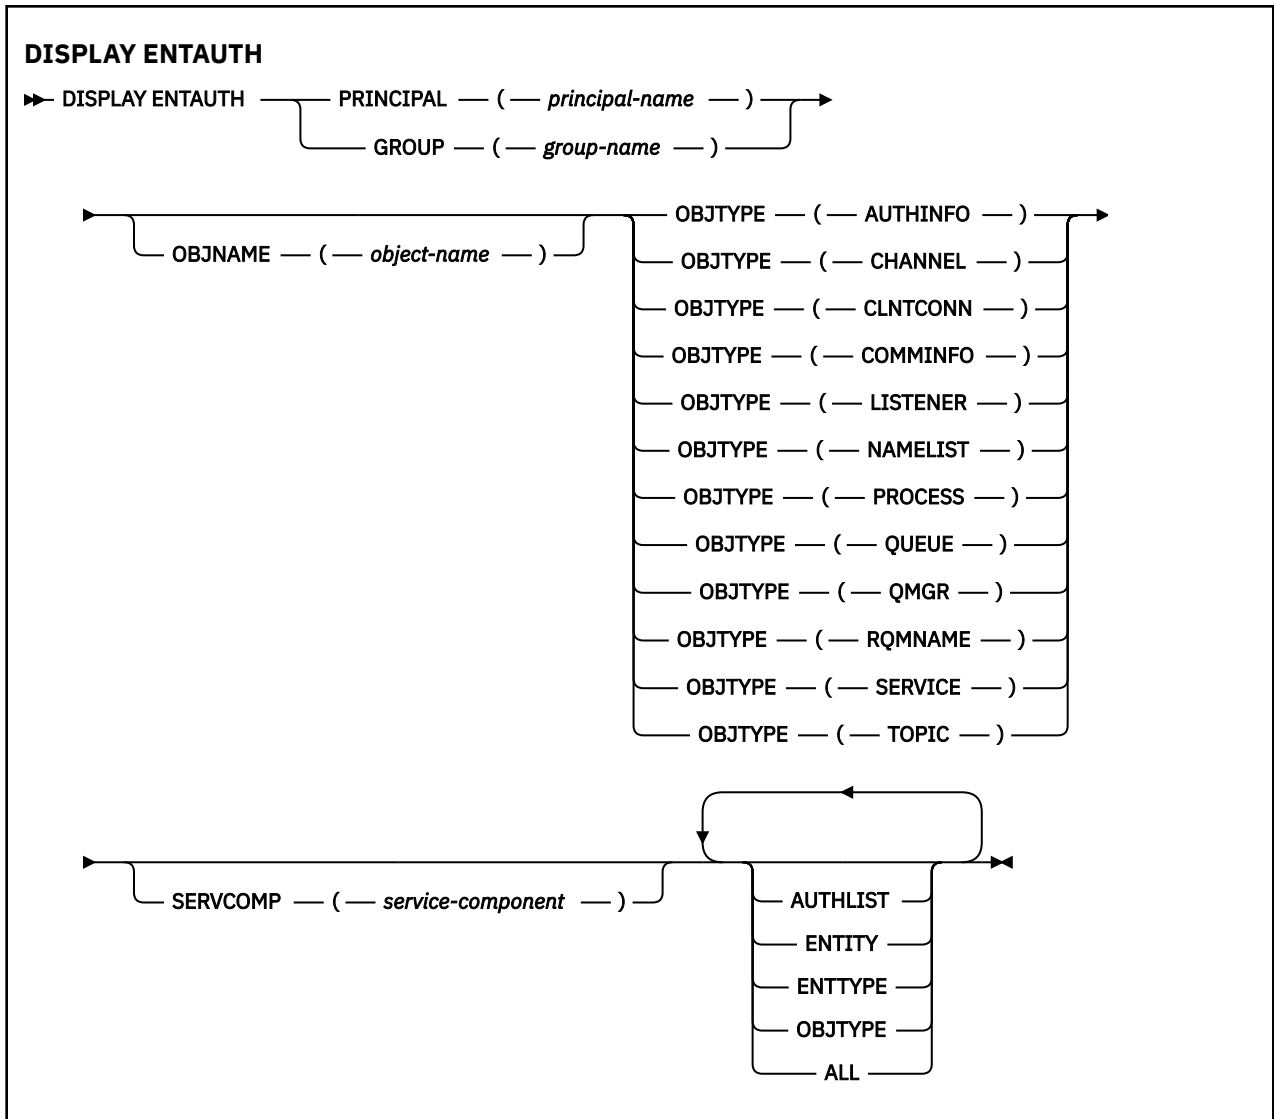 DISPLAY ENTAUTH
DISPLAY ENTAUTH PRINCIPAL ( principal-name )
GROUP ( group-name )
OBJNAME ( object-name )
OBJTYPE ( AUTHINFO )
OBJTYPE ( CHANNEL )
OBJTYPE ( CLNTCONN )
OBJTYPE ( COMMINFO )
OBJTYPE ( LISTENER )
OBJTYPE ( NAMELIST )
OBJTYPE ( PROCESS )
OBJTYPE ( QUEUE )
OBJTYPE ( QMGR )
OBJTYPE ( RQMNAME )
OBJTYPE ( SERVICE )
OBJTYPE ( TOPIC )
SERVCOMP ( service-component )
AUTHLIST
ENTITY
ENTTYPE
OBJTYPE
ALL